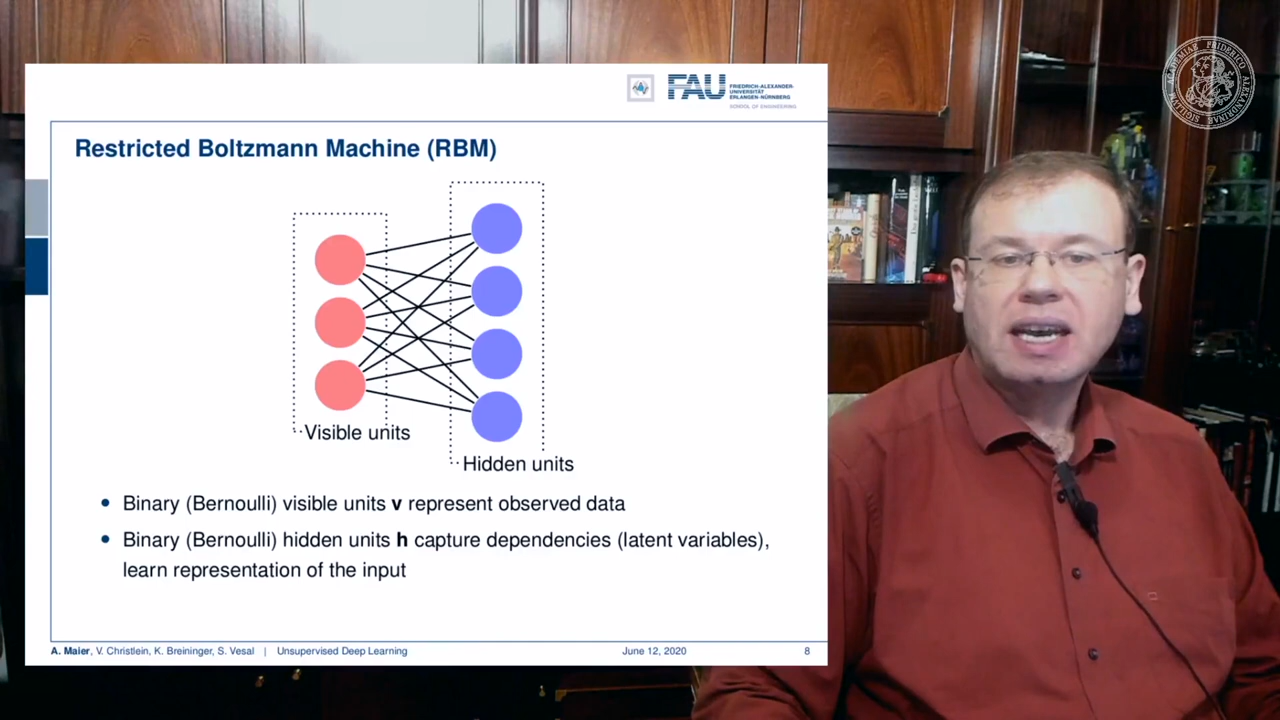 FAU
FRIEDRICH-ALEXANDER-
UNIVERSITÄT
ERLANGEN-NÜRNBERG
SCHOOL OF ENGINEERING
Restricted Boltzmann Machine (RBM)
Visible units
Hidden units
• Binary (Bernoulli) visible units v represent observed data
• Binary (Bernoulli) hidden units h capture dependencies (latent variables),
learn representation of the input
A. Maier, V. Christlein, K. Breininger, S. Vesal | Unsupervised Deep Learning
June 12, 2020
8